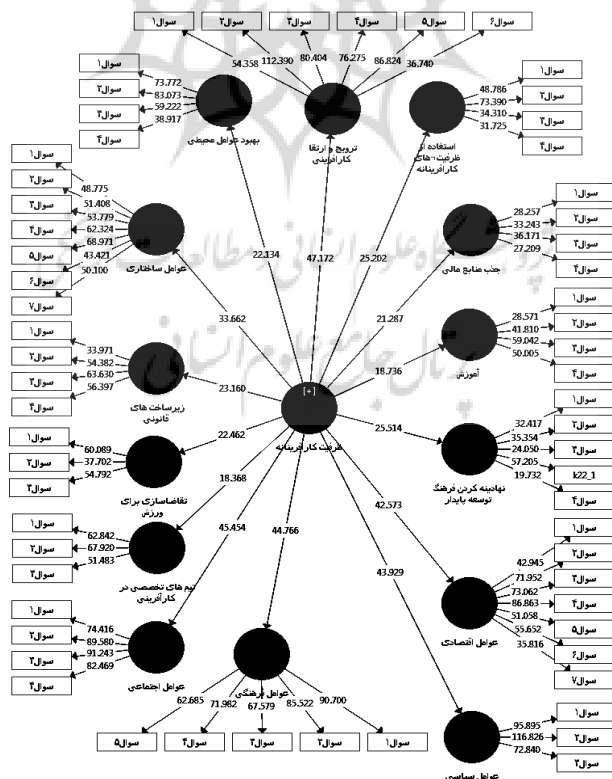 سوال۱
سوال۲
سوال۳
سوال۴
سوال۵
سوال۶
54.358
112.390
80.404
76.275
86.824
36.740
ترویج و ارتقا
کارآفرینی
سوال۱
سوال۲
سوال۳
سوال۴
73.772
83.073
59.222
38.917
بهبود عوامل محیطی
سوال۱
سوال۲
سوال۳
سوال۴
48.786
73.390
34.310
31.725
استفاده از
ظرفیت¬های
کارآفرینانه
سوال۱
سوال۲
سوال۳
سوال۴
سوال۵
سوال۶
سوال۷
48.775
51.408
53.779
62.324
68.971
43.421
50.100
عوامل ساختاری
سوال۱
سوال۲
سوال۳
سوال۴
28.257
33.243
36.171
27.209
جذب منابع مالی
22.134
47.172
25.202
33.662
21.287
سوال۱
سوال۲
سوال۳
سوال۴
33.971
54.382
63.630
56.397
زیرساخت های
قانونی
سوال۱
سوال۲
سوال۳
سوال۴
28.571
41.810
59.042
50.005
آموزش
23.160
18.736
[+]
ظرفیت کارآفرینانه
22.462
25.514
سوال۱
سوال۲
سوال۳
60.089
37.702
54.792
تقاضاسازی برای
ورزش
سوال۱
سوال۲
سوال۳
k22_1
سوال۴
32.417
35.354
24.050
57.205
19.732
نهادینه کردن فرهنگ
توسعه پایدار
18.368
45.454
44.766
42.573
43.929
سوال۱
سوال۲
سوال۳
62.842
67.920
51.483
تیم های تخصصی در
کارآفرینی
سوال۱
سوال۲
سوال۳
سوال۴
سوال۵
سوال۶
سوال۷
42.945
71.952
73.062
86.863
51.058
55.652
35.816
عوامل اقتصادی
سوال۱
سوال۲
سوال۳
سوال۴
74.416
89.580
91.243
82.469
عوامل اجتماعی
عوامل فرهنگی
62.685
71.982
67.579
85.522
90.700
سوال۵
سوال۴
سوال۳
سوال۲
سوال۱
سوال۱
سوال۲
سوال۳
95.895
116.826
72.840
عوامل سیاسی
پژوهشگاه علوم انسانی و مطالعات فرهنگی
پرتال جامع علوم انسانی